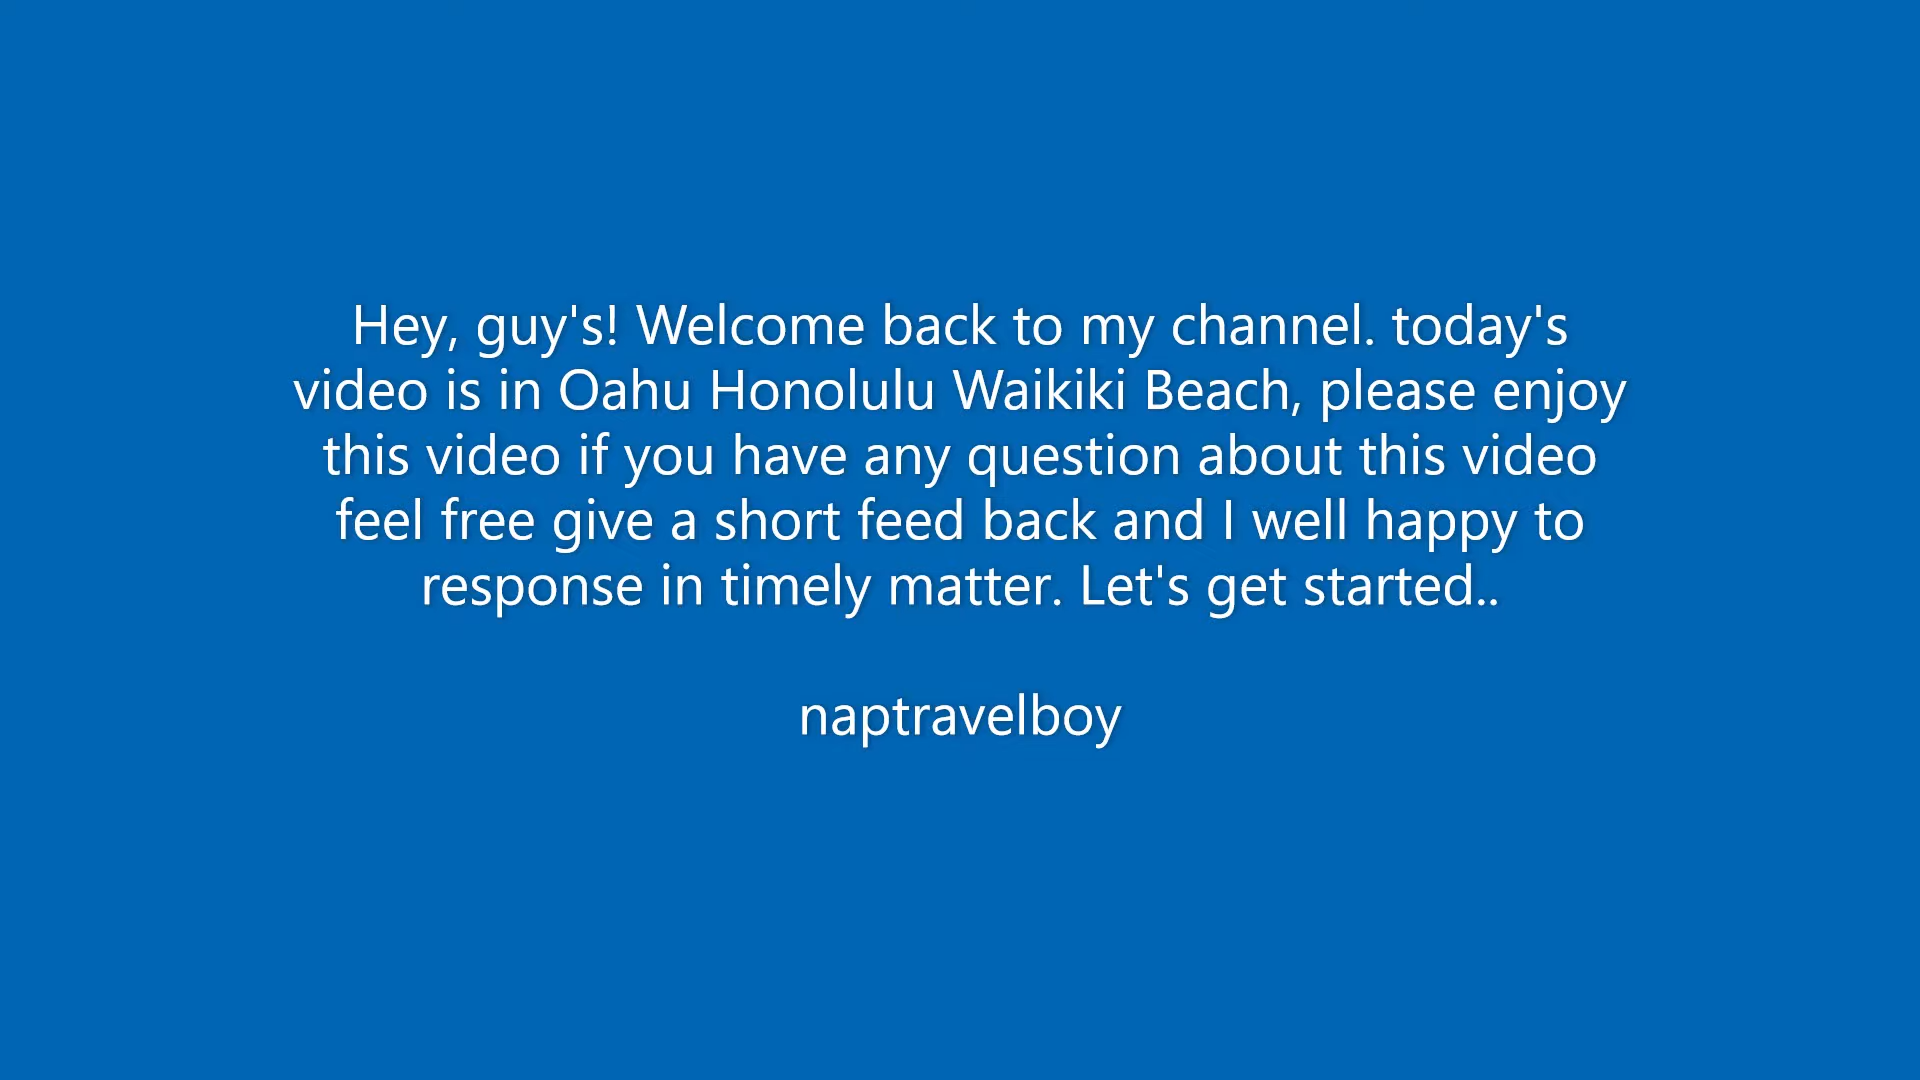 Hey, guy's! Welcome back to my channel. today's
video is in Oahu Honolulu Waikiki Beach, please enjoy
this video if you have any question about this video
feel free give a short feed back and I well happy to
response in timely matter. Let's get started..
naptravelboy